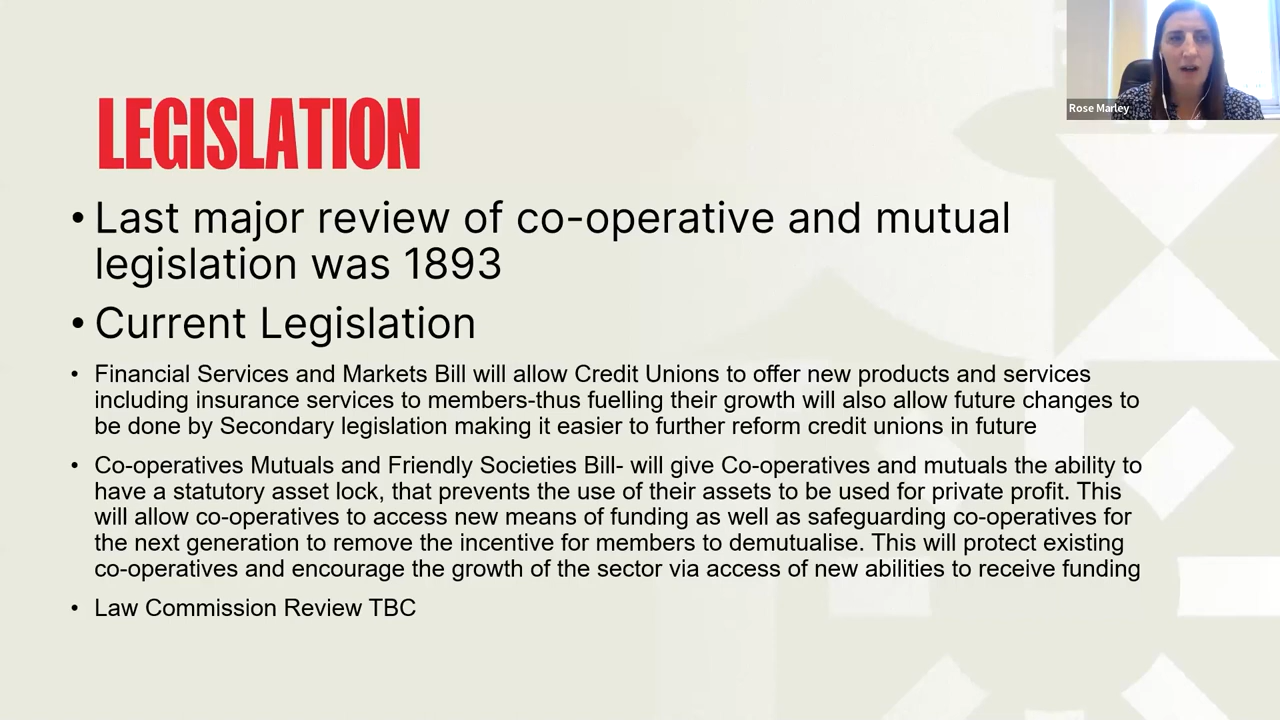 Rose Marley
LEGISLATION
• Last major review of co-operative and mutual
legislation was 1893
• Current Legislation
• Financial Services and Markets Bill will allow Credit Unions to offer new products and services
including insurance services to members-thus fuelling their growth will also allow future changes to
be done by Secondary legislation making it easier to further reform credit unions in future
• Co-operatives Mutuals and Friendly Societies Bill- will give Co-operatives and mutuals the ability to
have a statutory asset lock, that prevents the use of their assets to be used for private profit. This
will allow co-operatives to access new means of funding as well as safeguarding co-operatives for
the next generation to remove the incentive for members to demutualise. This will protect existing
co-operatives and encourage the growth of the sector via access of new abilities to receive funding
• Law Commission Review TBC